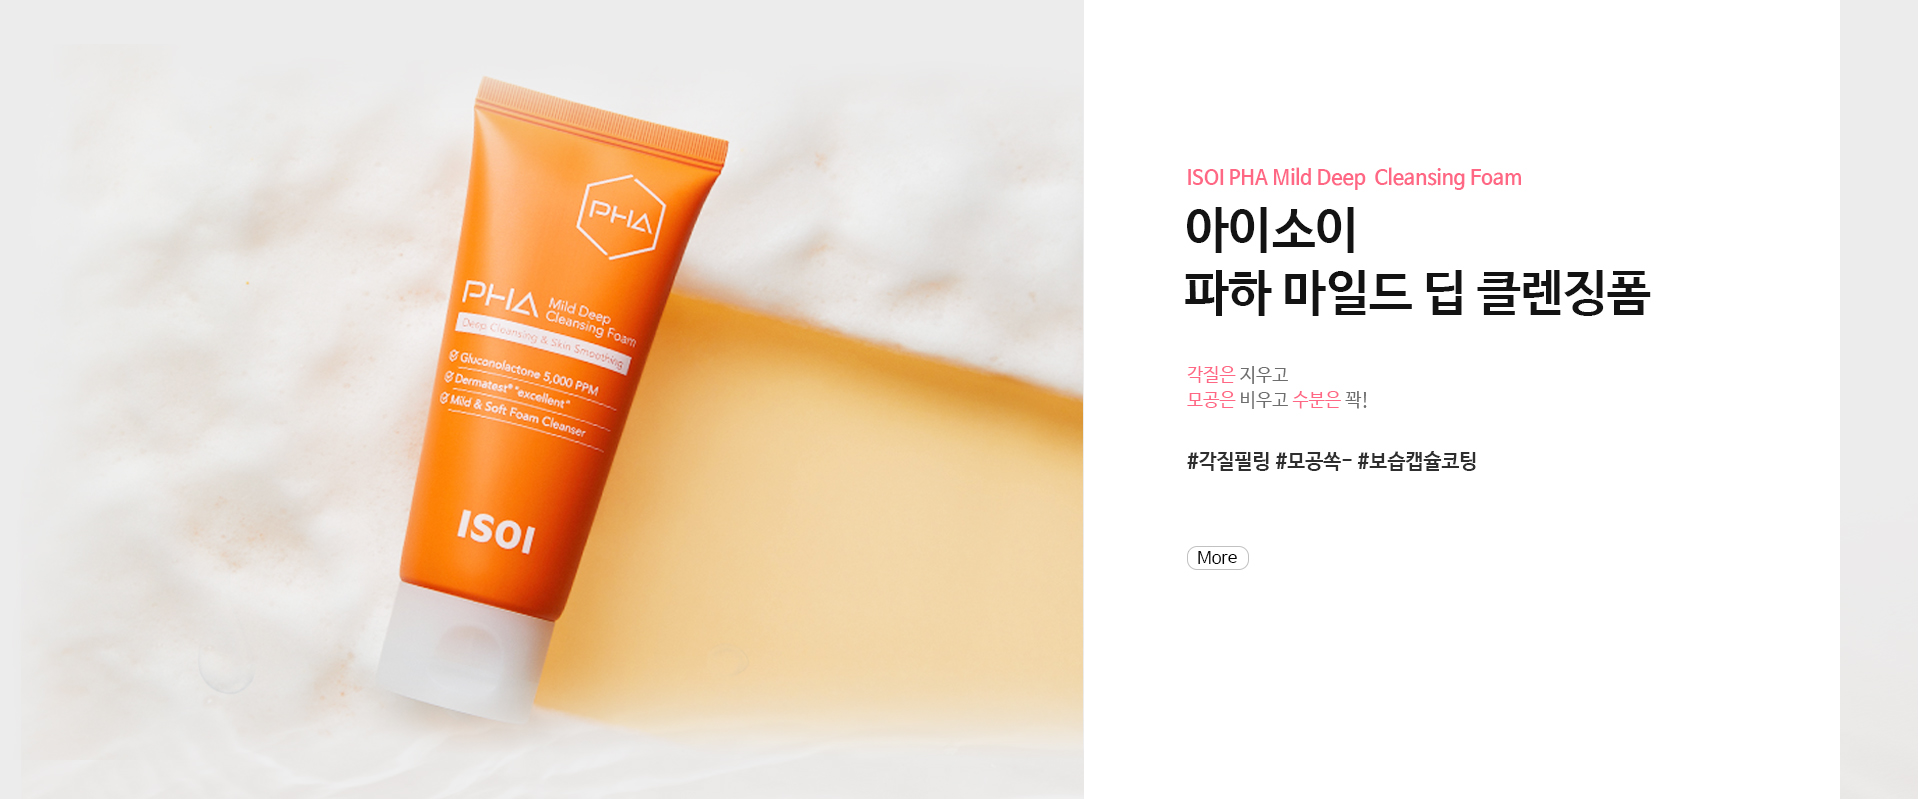 PHA
PHA Mild Deep
Cleansing Foam
Deep Cleansing & Skin Smoothing
Gluconolactone 5,000 PPM
Dermatest® "excellent"
Mild & Soft Foam Cleanser
ISOI
ISOI PHA Mild Deep Cleansing Foam
아이소이
파하 마일드 딥 클렌징폼
각질은 지우고
모공은 비우고 수분은 꽉!
#각질필링 #모공쏙- #보습캡슐코팅
More